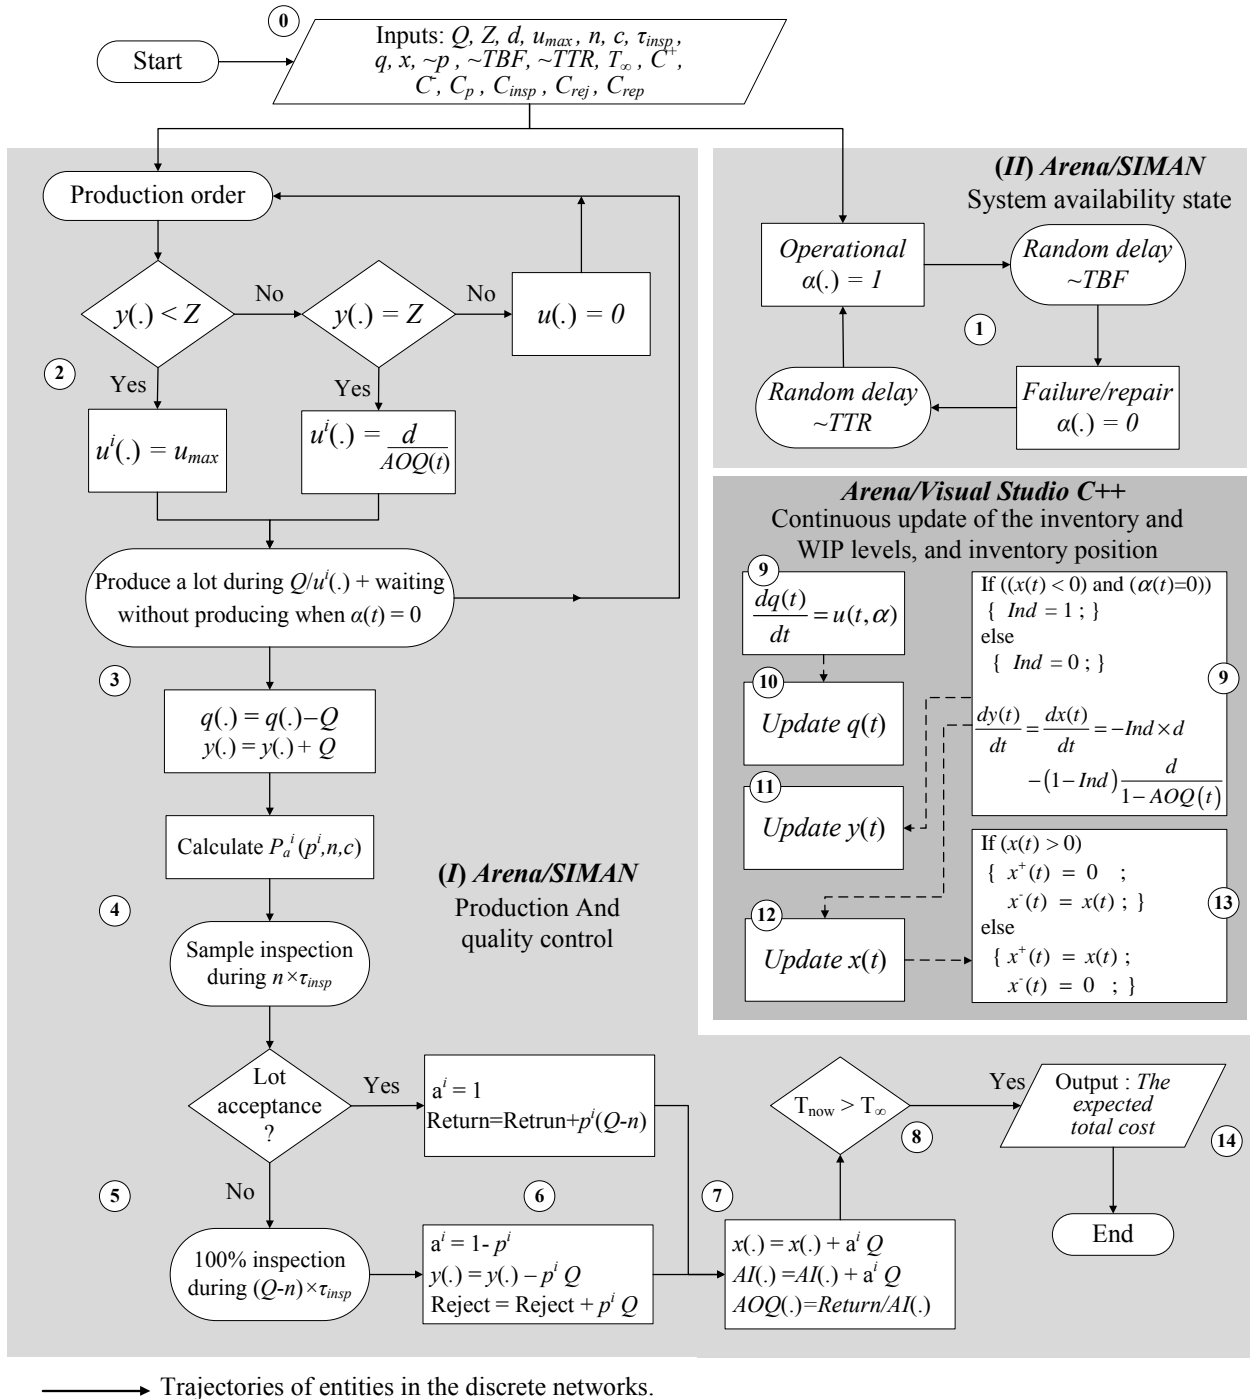 0
Start
Inputs: Q, Z, d, u_max, n, c, τ_insp,
q, x, ~p , ~TBF, ~TTR, T_∞ , C^+,
C^-, C_p , C_insp, C_rej, C_rep
Production order
y(.) < Z
No
y(.) = Z
No
u(.) = 0
2
Yes
Yes
u^i(.) = u_max
u^i(.) = d / AOQ(t)
Produce a lot during Q/u^i(.) + waiting
without producing when α(t) = 0
3
q(.) = q(.)–Q
y(.) = y(.) + Q
Calculate P_a^i (p^i,n,c)
(I) Arena/SIMAN
Production And
quality control
4
Sample inspection
during n×τ_insp
Lot
acceptance
?
Yes
a^i = 1
Return=Retrun+p^i(Q-n)
No
5
6
7
100% inspection
during (Q-n)×τ_insp
a^i = 1- p^i
y(.) = y(.) – p^i Q
Reject = Reject + p^i Q
x(.) = x(.) + a^i Q
AI(.) =AI(.) + a^i Q
AOQ(.)=Return/AI(.)
T_now > T_∞
8
Yes
Output : The
expected
total cost
14
End
(II) Arena/SIMAN
System availability state
Operational
α(.) = 1
Random delay
~TBF
1
Random delay
~TTR
Failure/repair
α(.) = 0
Arena/Visual Studio C++
Continuous update of the inventory and
WIP levels, and inventory position
9
dq(t)/dt = u(t,α)
10
Update q(t)
11
Update y(t)
12
Update x(t)
If ((x(t) < 0) and (α(t)=0))
{ Ind = 1 ; }
else
{ Ind = 0 ; }
9
dy(t)/dt = dx(t)/dt = –Ind × d
–(1–Ind) d / 1–AOQ(t)
If (x(t) > 0)
{ x^+(t) = 0 ;
x^-(t) = x(t) ; }
13
else
{ x^+(t) = x(t) ;
x^-(t) = 0 ; }
Trajectories of entities in the discrete networks.